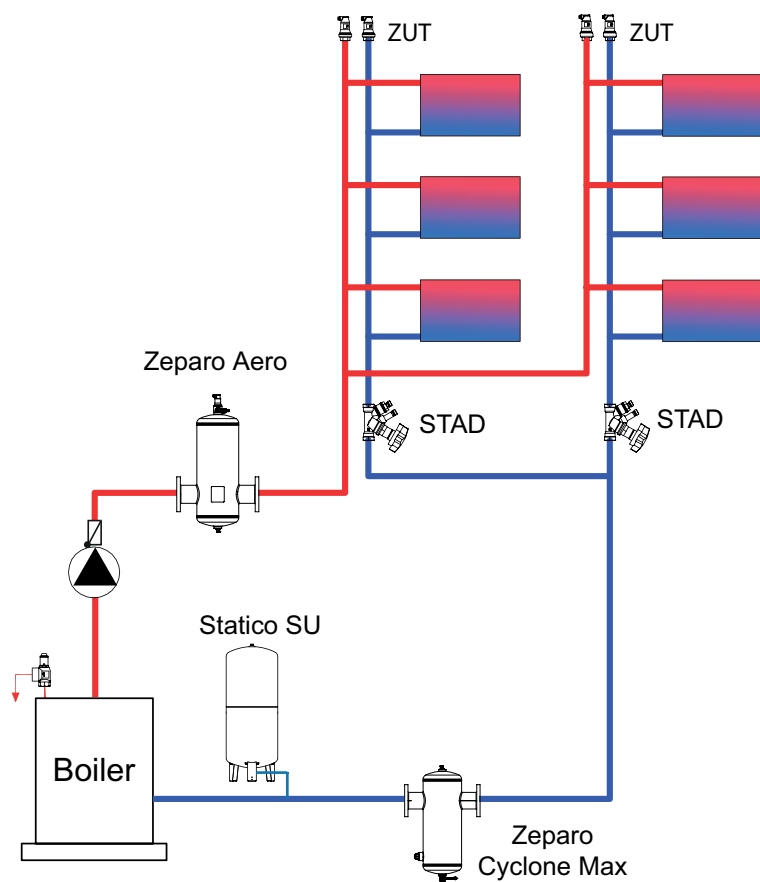 ZUT
ZUT
Zeparo Aero
STAD
STAD
Statico SU
Boiler
Zeparo
Cyclone Max